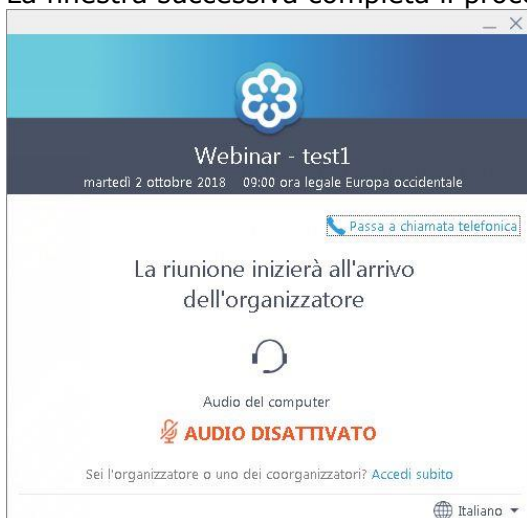 La finestra successiva completa il proce
Webinar - test1
martedì 2 ottobre 2018 09:00 ora legale Europa occidentale
Passa a chiamata telefonica
La riunione inizierà all'arrivo
dell'organizzatore
Audio del computer
AUDIO DISATTIVATO
Sei l'organizzatore o uno dei coorganizzatori? Accedi subito
Italiano